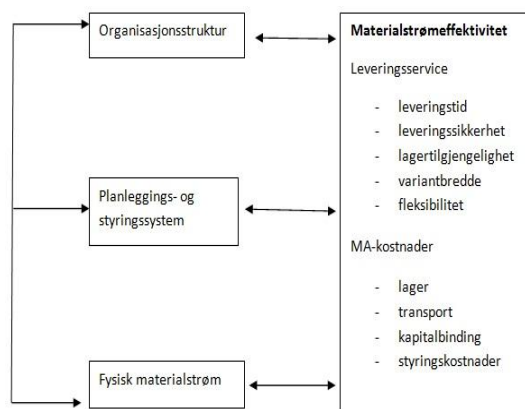 Organisasjonsstruktur
Planleggings- og
styringssystem
Fysisk materialstrøm
Materialstrømeffektivitet
Leveringsservice
- leveringstid
- leveringssikkerhet
- lagertilgjengelighet
- variantbredde
- fleksibilitet
MA-kostnader
- lager
- transport
- kapitalbinding
- styringskostnader